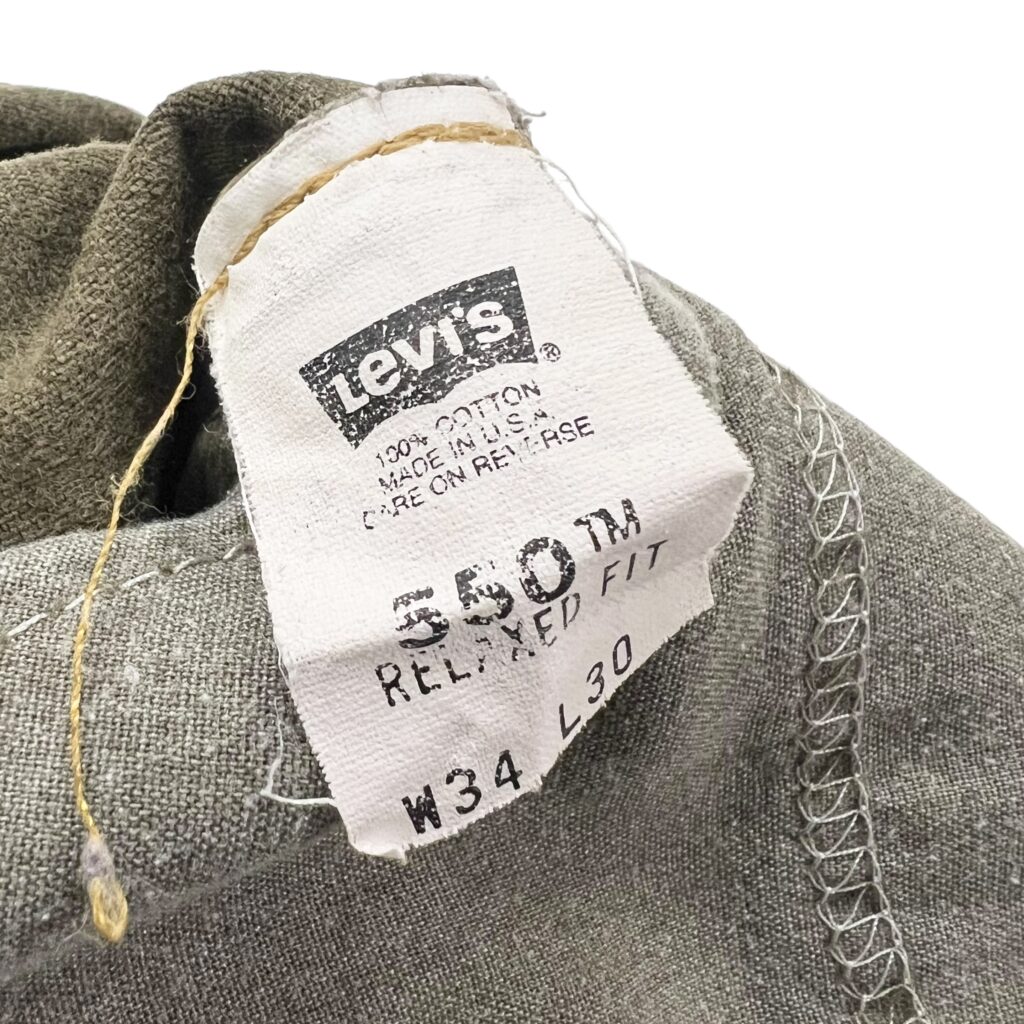 Levi's ®
100% COTTON
MADE IN U.S.A.
CARE ON REVERSE
550™
RELAXED FIT
W34 L30